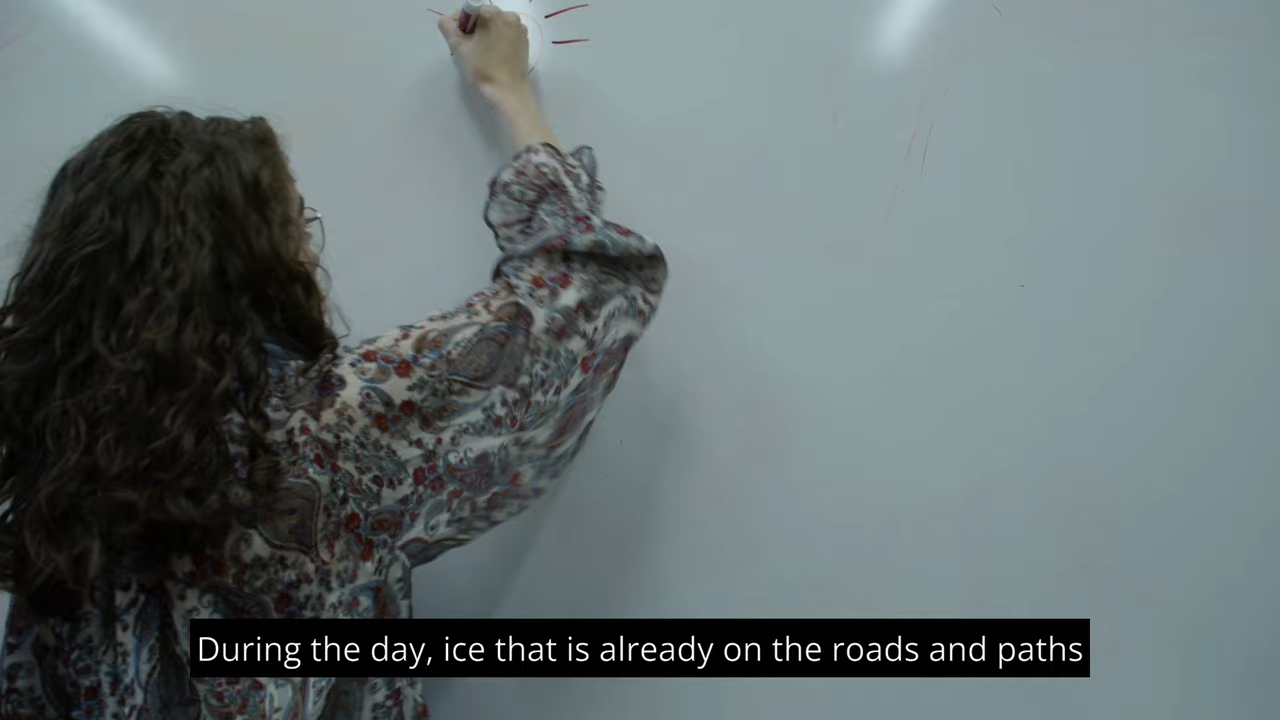 During the day, ice that is already on the roads and paths